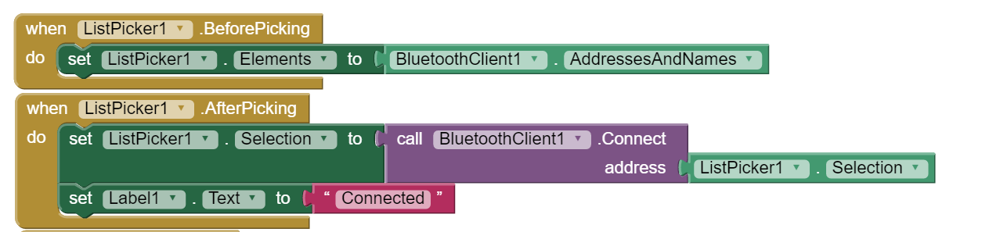 when ListPicker1 .BeforePicking
do set ListPicker1 . Elements to BluetoothClient1 . AddressesAndNames
when ListPicker1 .AfterPicking
do set ListPicker1 . Selection to call BluetoothClient1 .Connect
address ListPicker1 . Selection
set Label1 . Text to “ Connected ”